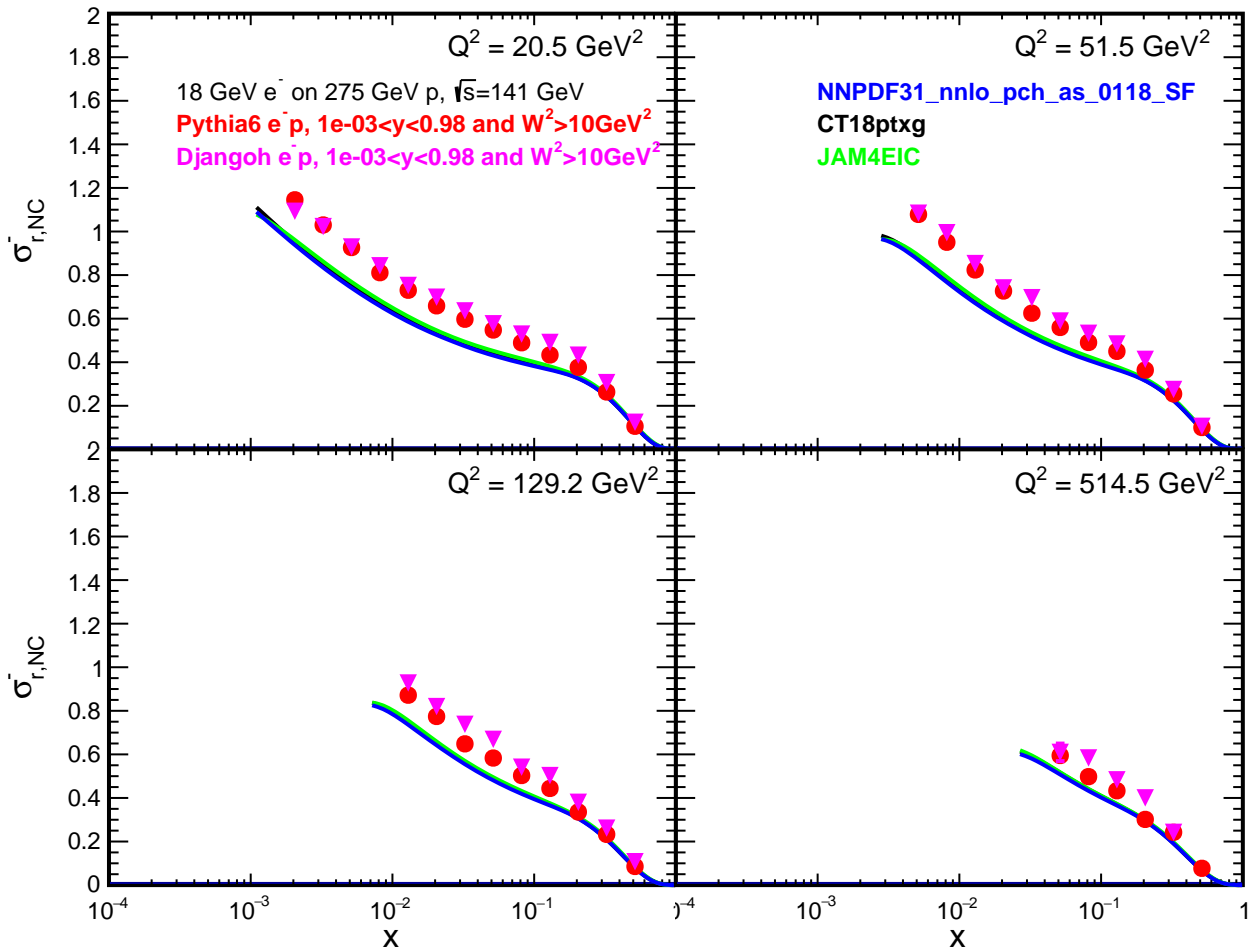 Q² = 20.5 GeV²
18 GeV e⁻ on 275 GeV p, √s=141 GeV
Pythia6 e⁻p, 1e-03<y<0.98 and W²>10GeV²
Djangoh e⁻p, 1e-03<y<0.98 and W²>10GeV²
σ⁻r,NC
2
1.8
1.6
1.4
1.2
1
0.8
0.6
0.4
0.2
Q² = 51.5 GeV²
NNPDF31_nnlo_pch_as_0118_SF
CT18ptxg
JAM4EIC
Q² = 129.2 GeV²
σ⁻r,NC
2
2
1.8
1.6
1.4
1.2
1
0.8
0.6
0.4
0.2
0
10⁻⁴ 10⁻³ 10⁻² 10⁻¹
x
Q² = 514.5 GeV²
0⁻⁴ 10⁻³ 10⁻² 10⁻¹ 1
x